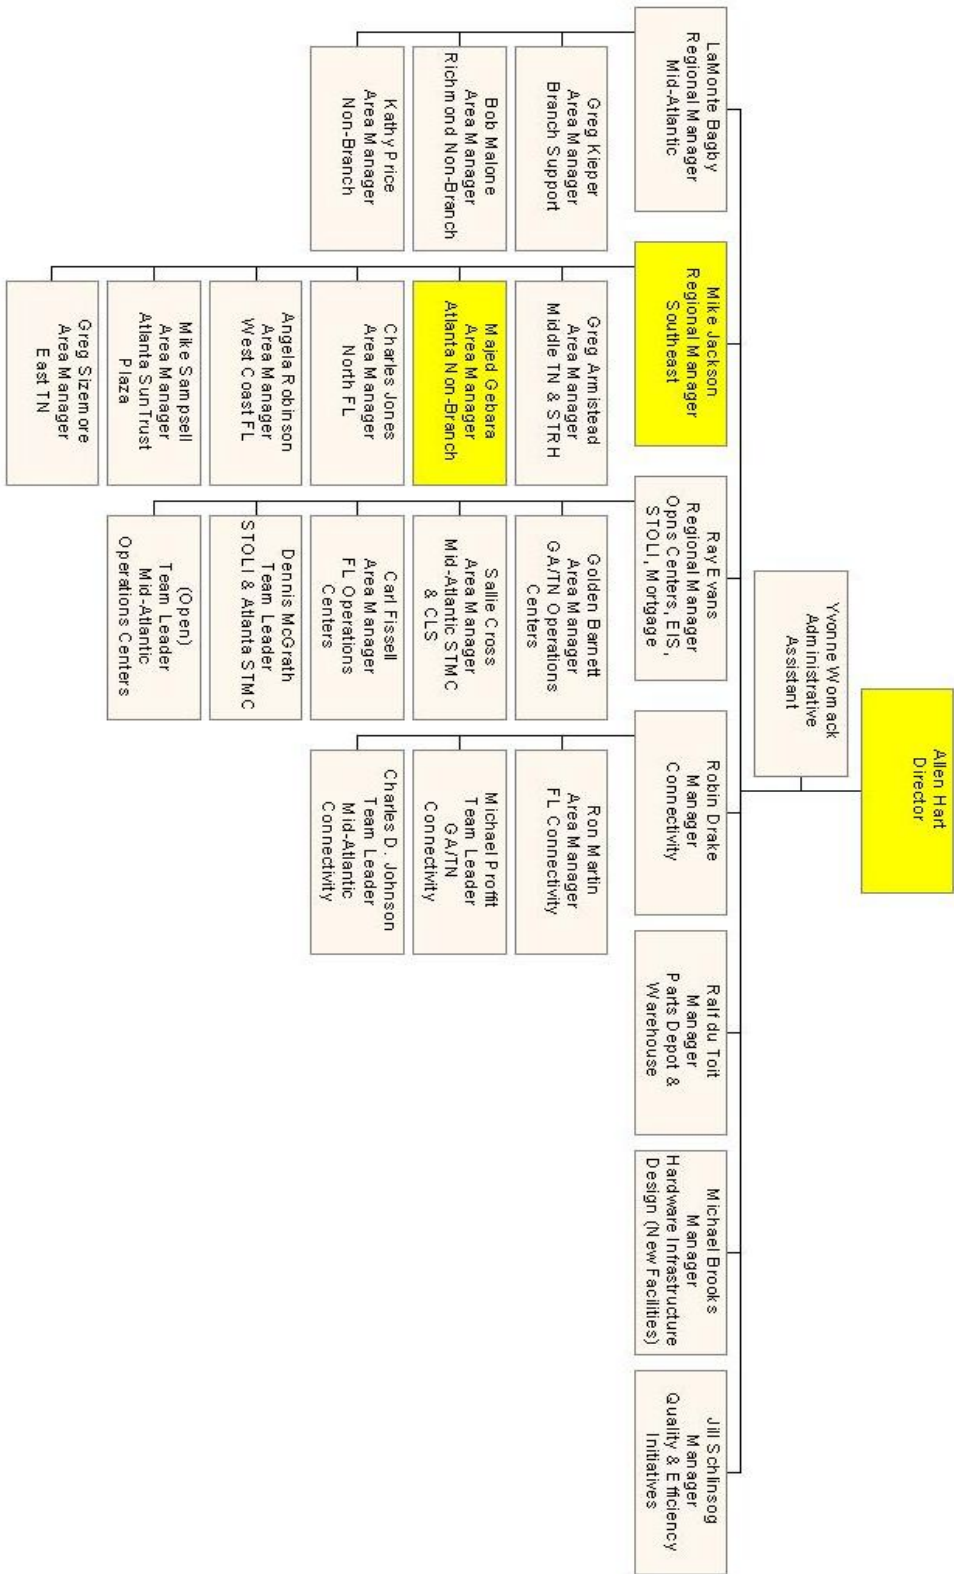 Allen Hart
Director
Yvonne Womack
Administrative
Assistant
LaMonte Bagby
Regional Manager
Mid-Atlantic
Greg Kieper
Area Manager
Branch Support
Bob Malone
Area Manager
Richmond Non-Branch
Kathy Price
Area Manager
Non-Branch
Mike Jackson
Regional Manager
Southeast
Greg Armistead
Area Manager
Middle TN & STRH
Majed Gebara
Area Manager
Atlanta Non-Branch
Charles Jones
Area Manager
North FL
Angela Robinson
Area Manager
West Coast FL
Mike Sampsell
Area Manager
Atlanta SunTrust
Plaza
Greg Sizemore
Area Manager
East TN
Ray Evans
Regional Manager
Opns Centers, EIS,
STOLI, Mortgage
Golden Barnett
Area Manager
GA/TN Operations
Centers
Sallie Cross
Area Manager
Mid-Atlantic STMC
& CLS
Carl Fissell
Area Manager
FL Operations
Centers
Dennis McGrath
Team Leader
STOLI & Atlanta STMC
(Open)
Team Leader
Mid-Atlantic
Operations Centers
Robin Drake
Manager
Connectivity
Ron Martin
Area Manager
FL Connectivity
Michael Proffit
Team Leader
GA/TN
Connectivity
Charles D. Johnson
Team Leader
Mid-Atlantic
Connectivity
Ralf du Toit
Manager
Parts Depot &
Warehouse
Michael Brooks
Manager
Hardware Infrastructure
Design (New Facilities)
Jill Schlinsog
Manager
Quality & Efficiency
Initiatives